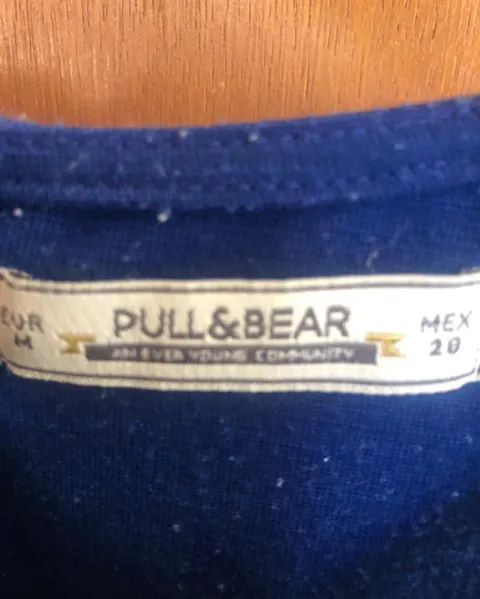 EUR
M
PULL&BEAR
AN EVER YOUNG COMMUNITY
MEX
28